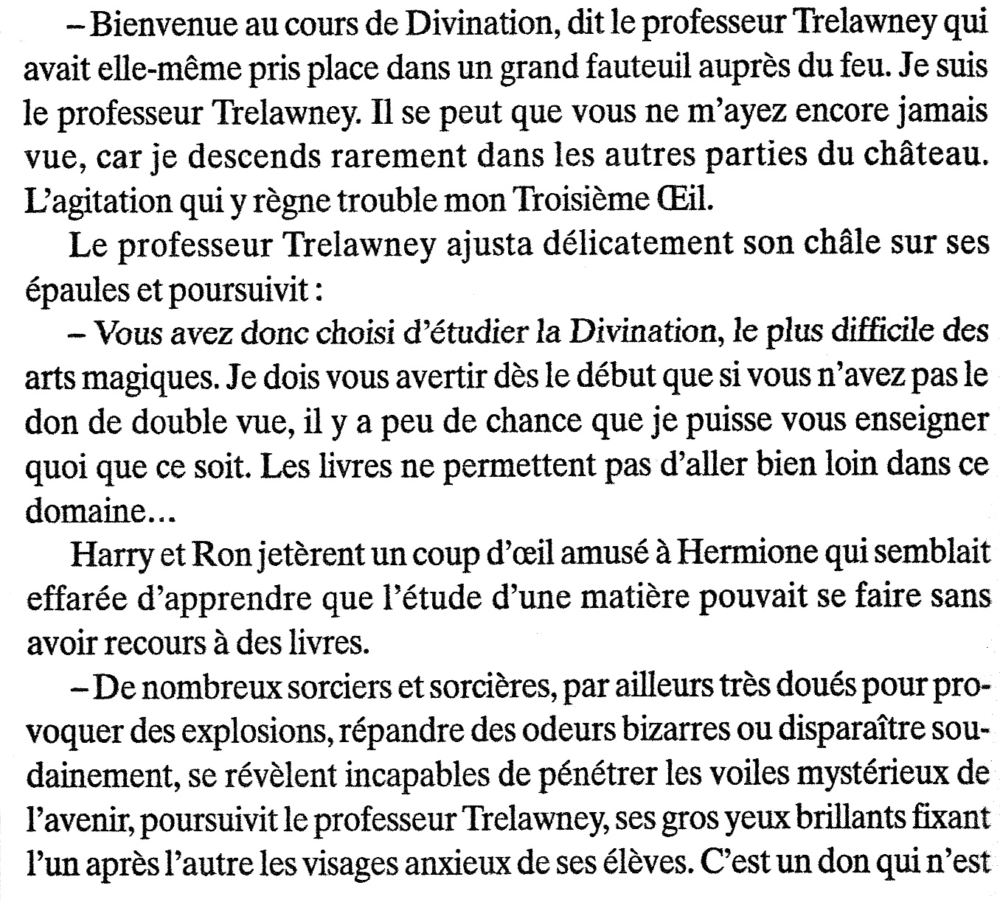 – Bienvenue au cours de Divination, dit le professeur Trelawney qui
avait elle-même pris place dans un grand fauteuil auprès du feu. Je suis
le professeur Trelawney. Il se peut que vous ne m’ayez encore jamais
vue, car je descends rarement dans les autres parties du château.
L’agitation qui y règne trouble mon Troisième Œil.
Le professeur Trelawney ajusta délicatement son châle sur ses
épaules et poursuivit :
– Vous avez donc choisi d’étudier la Divination, le plus difficile des
arts magiques. Je dois vous avertir dès le début que si vous n’avez pas le
don de double vue, il y a peu de chance que je puisse vous enseigner
quoi que ce soit. Les livres ne permettent pas d’aller bien loin dans ce
domaine...
Harry et Ron jetèrent un coup d’œil amusé à Hermione qui semblait
effarée d’apprendre que l’étude d’une matière pouvait se faire sans
avoir recours à des livres.
– De nombreux sorciers et sorcières, par ailleurs très doués pour pro-
voquer des explosions, répandre des odeurs bizarres ou disparaître sou-
dainement, se révèlent incapables de pénétrer les voiles mystérieux de
l’avenir, poursuivit le professeur Trelawney, ses gros yeux brillants fixant
l’un après l’autre les visages anxieux de ses élèves. C’est un don qui n’est